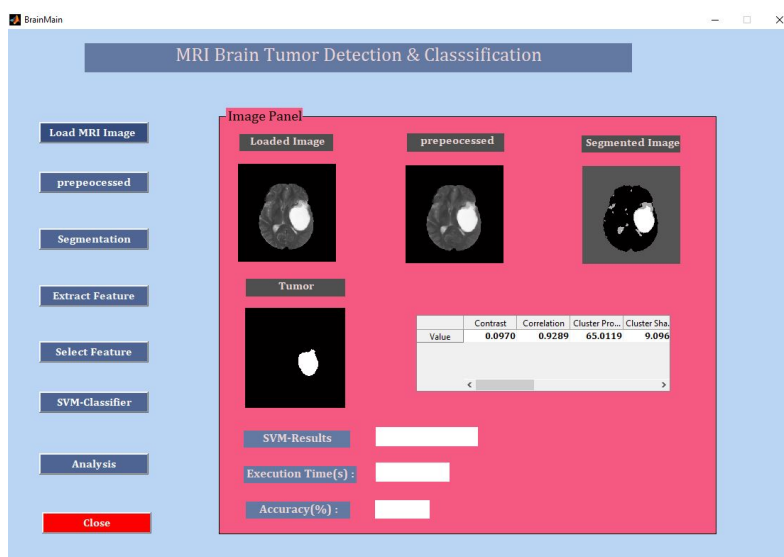 BrainMain
MRI Brain Tumor Detection & Classsification
Load MRI Image
prepeocessed
Segmentation
Extract Feature
Select Feature
SVM-Classifier
Analysis
Close
Image Panel
Loaded Image
prepeocessed
Segmented Image
Tumor
Contrast Correlation Cluster Pro... Cluster Sha.
Value 0.0970 0.9289 65.0119 9.096
SVM-Results
Execution Time(s) :
Accuracy(%) :